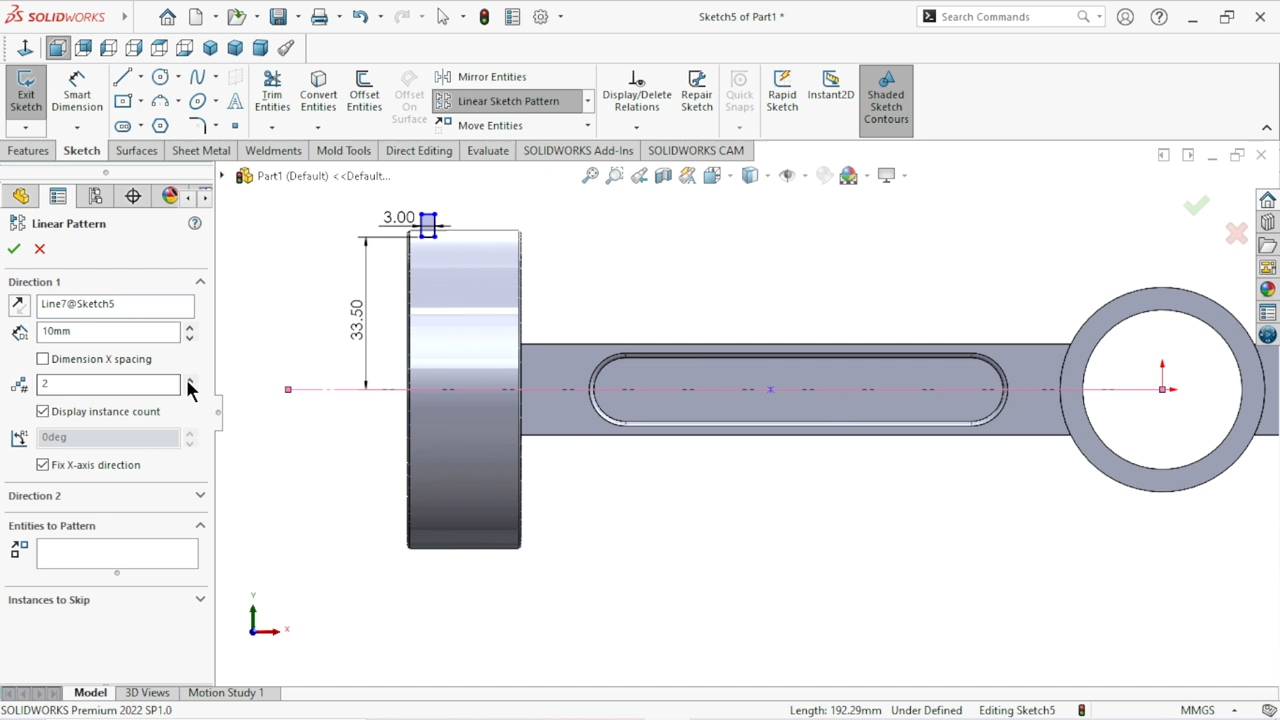 SOLIDWORKS
Sketch5 of Part1 *
Search Commands
Exit Sketch
Smart Dimension
Trim Entities
Convert Entities
Offset Entities
Offset On Surface
Mirror Entities
Linear Sketch Pattern
Move Entities
Display/Delete Relations
Repair Sketch
Quick Snaps
Rapid Sketch
Instant2D
Shaded Sketch Contours
Features
Sketch
Surfaces
Sheet Metal
Weldments
Mold Tools
Direct Editing
Evaluate
SOLIDWORKS Add-Ins
SOLIDWORKS CAM
Part1 (Default) <<Default...
Linear Pattern
Direction 1
Line7@Sketch5
10mm
Dimension X spacing
2
Display instance count
0deg
Fix X-axis direction
Direction 2
Entities to Pattern
Instances to Skip
3.00
33.50
Y
X
Model
3D Views
Motion Study 1
SOLIDWORKS Premium 2022 SP1.0
Length: 192.29mm
Under Defined
Editing Sketch5
MMGS